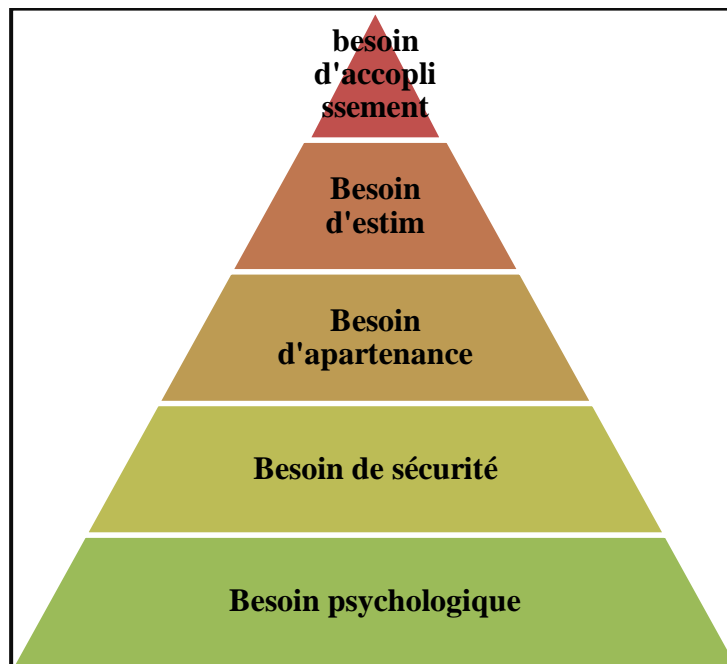 besoin
d'accopli
ssement
Besoin
d'estim
Besoin
d'apartenance
Besoin de sécurité
Besoin psychologique